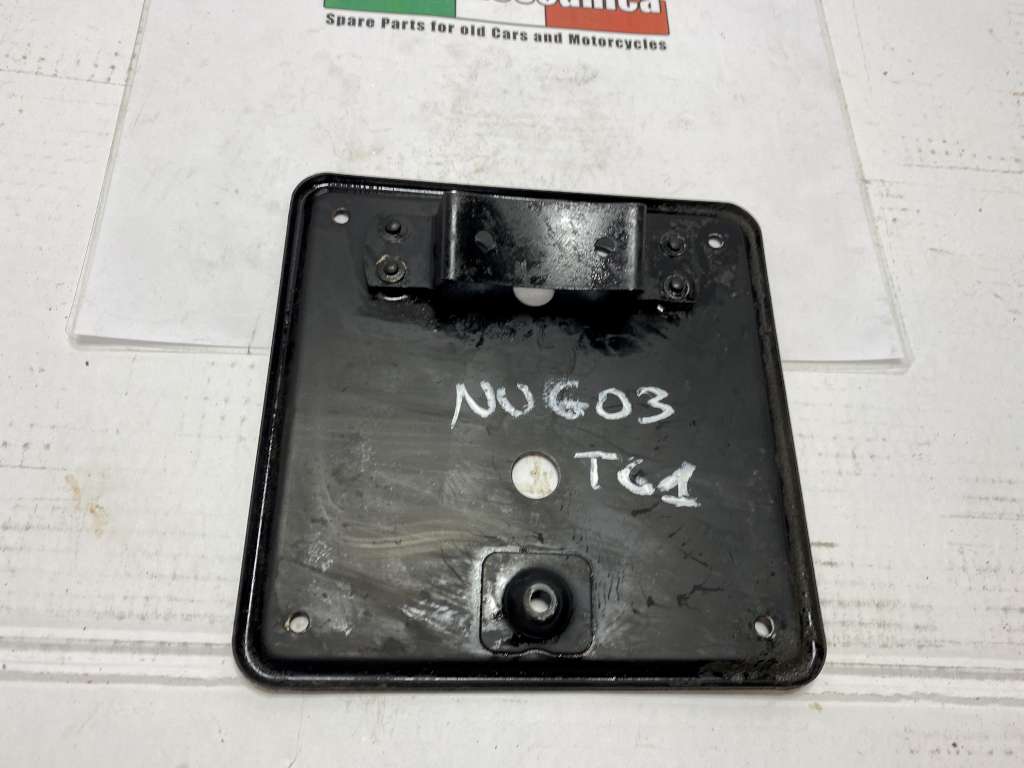 Spare Parts for old Cars and Motorcycles
NUG03
TG1